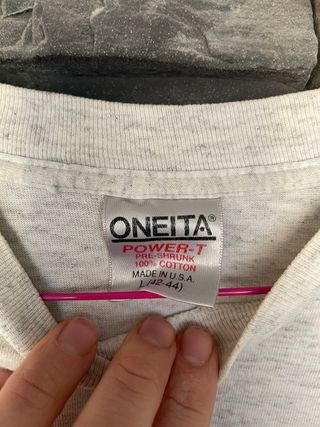 ONEITA®
POWER-T
PRE-SHRUNK
100% COTTON
MADE IN U.S.A.
L (42-44)